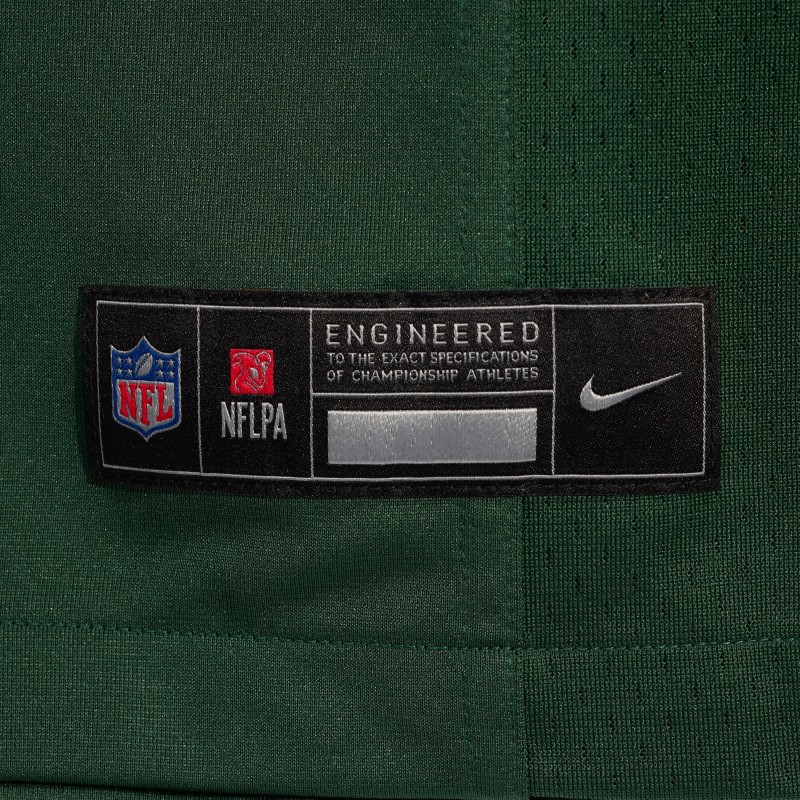 NFL
NFLPA
ENGINEERED
TO THE EXACT SPECIFICATIONS
OF CHAMPIONSHIP ATHLETES